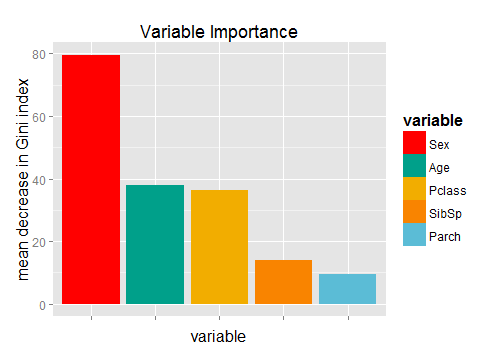 Variable Importance
mean decrease in Gini index
80
60
40
20
0
variable
variable
Sex
Age
Pclass
SibSp
Parch